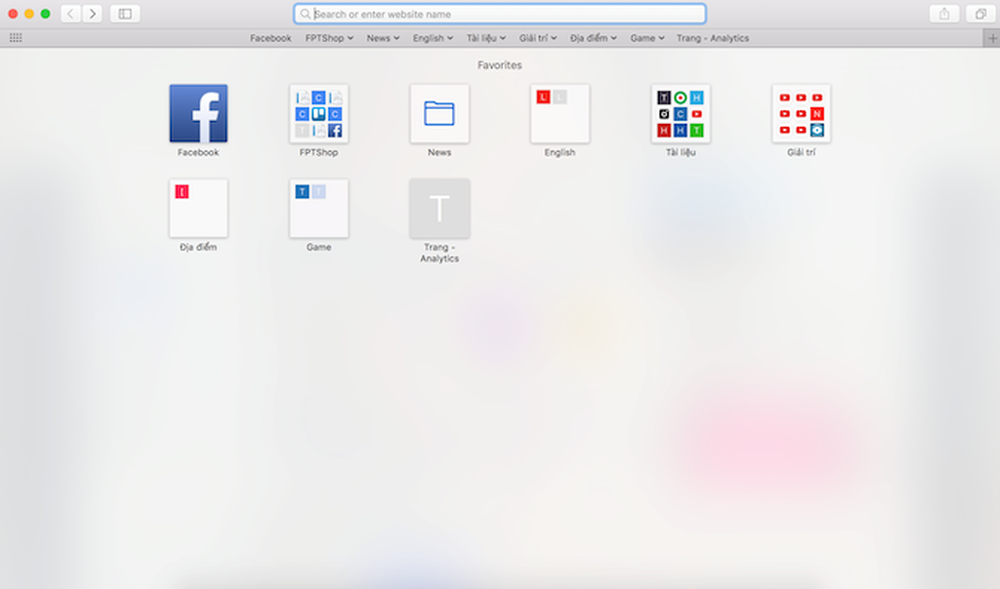 Search or enter website name
Facebook FPTShop News English Tài liệu Giải trí Địa điểm Game Trang - Analytics
Favorites
Facebook FPTShop News English Tài liệu Giải trí
Địa điểm Game Trang -
Analytics
T